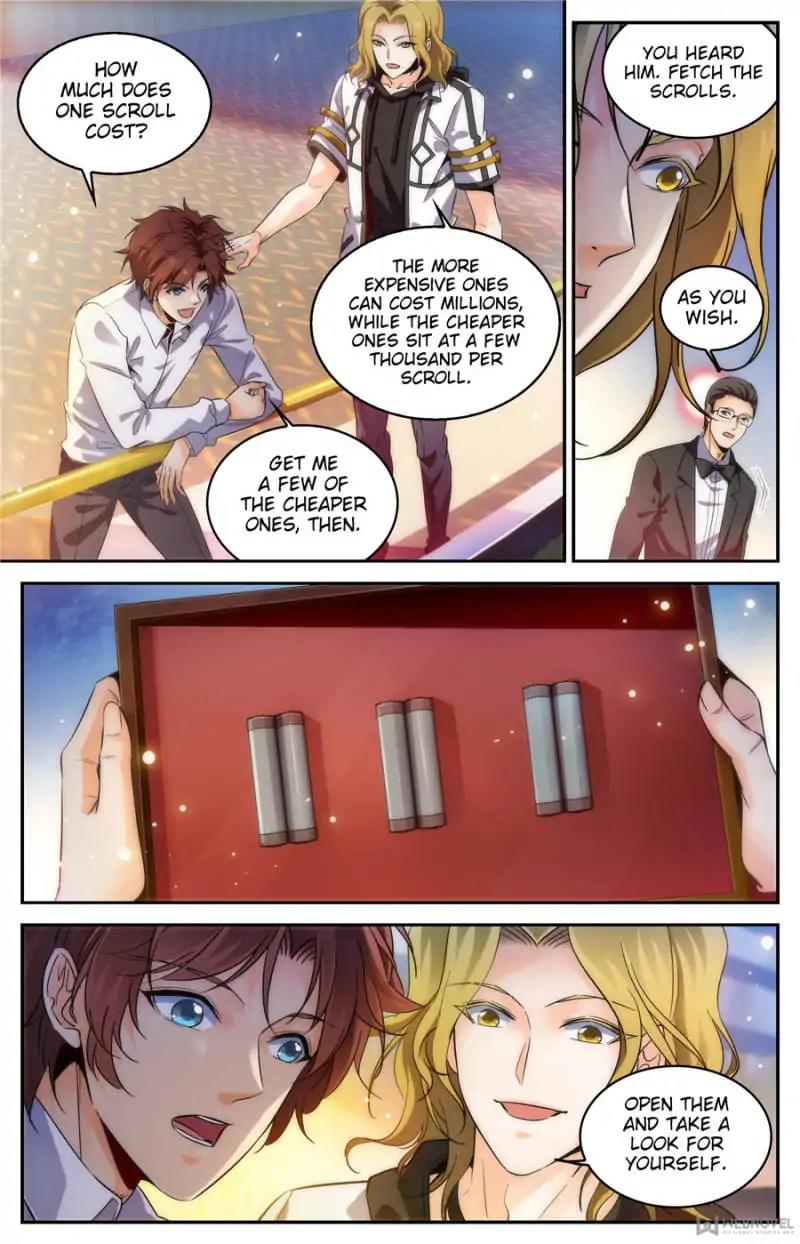 HOW
MUCH DOES
ONE SCROLL
COST?
THE MORE
EXPENSIVE ONES
CAN COST MILLIONS,
WHILE THE CHEAPER
ONES SIT AT A FEW
THOUSAND PER
SCROLL.
GET ME
A FEW OF
THE CHEAPER
ONES, THEN.
YOU HEARD
HIM. FETCH THE
SCROLLS.
AS YOU
WISH.
OPEN THEM
AND TAKE A
LOOK FOR
YOURSELF.
WEBNOVEL